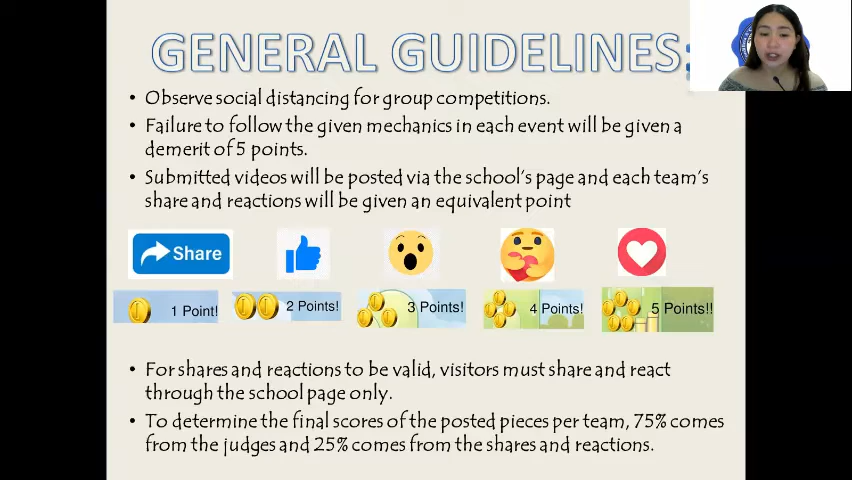 GENERAL GUIDELINES:
• Observe social distancing for group competitions.
• Failure to follow the given mechanics in each event will be given a
demerit of 5 points.
• Submitted videos will be posted via the school's page and each team's
share and reactions will be given an equivalent point
Share
1 Point! 2 Points! 3 Points! 4 Points! 5 Points!!
• For shares and reactions to be valid, visitors must share and react
through the school page only.
• To determine the final scores of the posted pieces per team, 75% comes
from the judges and 25% comes from the shares and reactions.